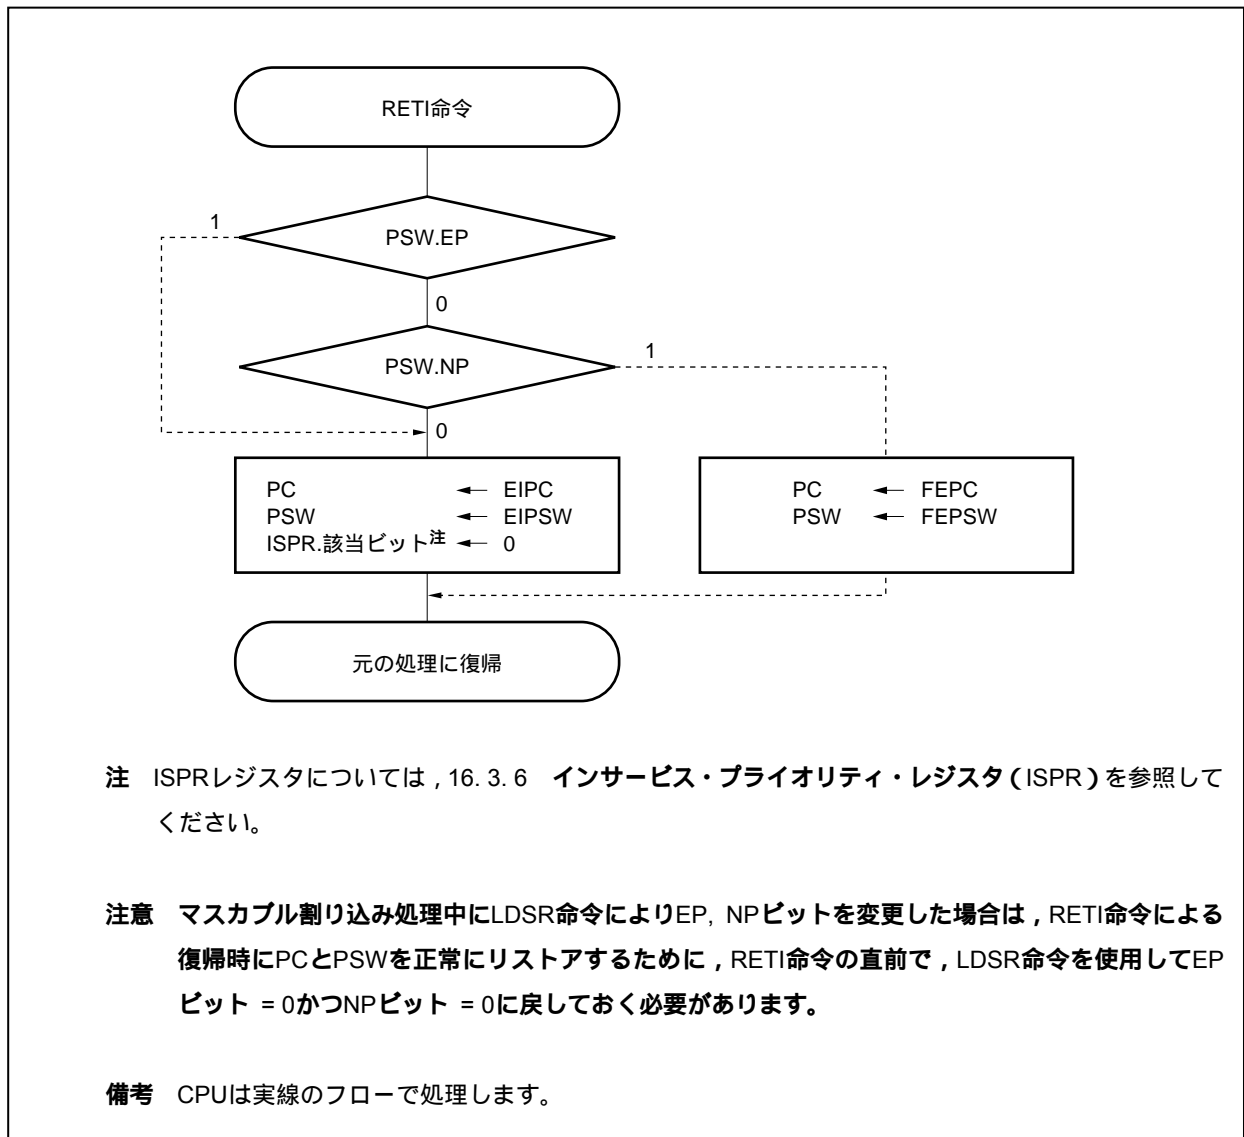 RETI命令
1
PSW.EP
0
PSW.NP
1
0
PC ← EIPC
PSW ← EIPSW
ISPR.該当ビット注 ← 0
PC ← FEPC
PSW ← FEPSW
元の処理に復帰
注 ISPRレジスタについては，16. 3. 6 インサービス・プライオリティ・レジスタ（ISPR）を参照して
ください。
注意 マスカブル割り込み処理中にLDSR命令によりEP, NPビットを変更した場合は，RETI命令による
復帰時にPCとPSWを正常にリストアするために，RETI命令の直前で，LDSR命令を使用してEP
ビット = 0かつNPビット = 0に戻しておく必要があります。
備考 CPUは実線のフローで処理します。